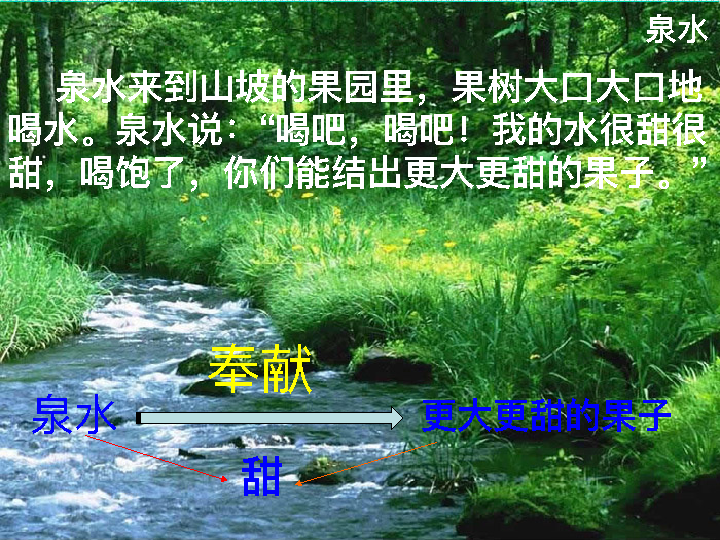 泉水
泉水来到山坡的果园里，果树大口大口地
喝水。泉水说：“喝吧，喝吧！我的水很甜很
甜，喝饱了，你们能结出更大更甜的果子。”
奉献
泉水
更大更甜的果子
甜